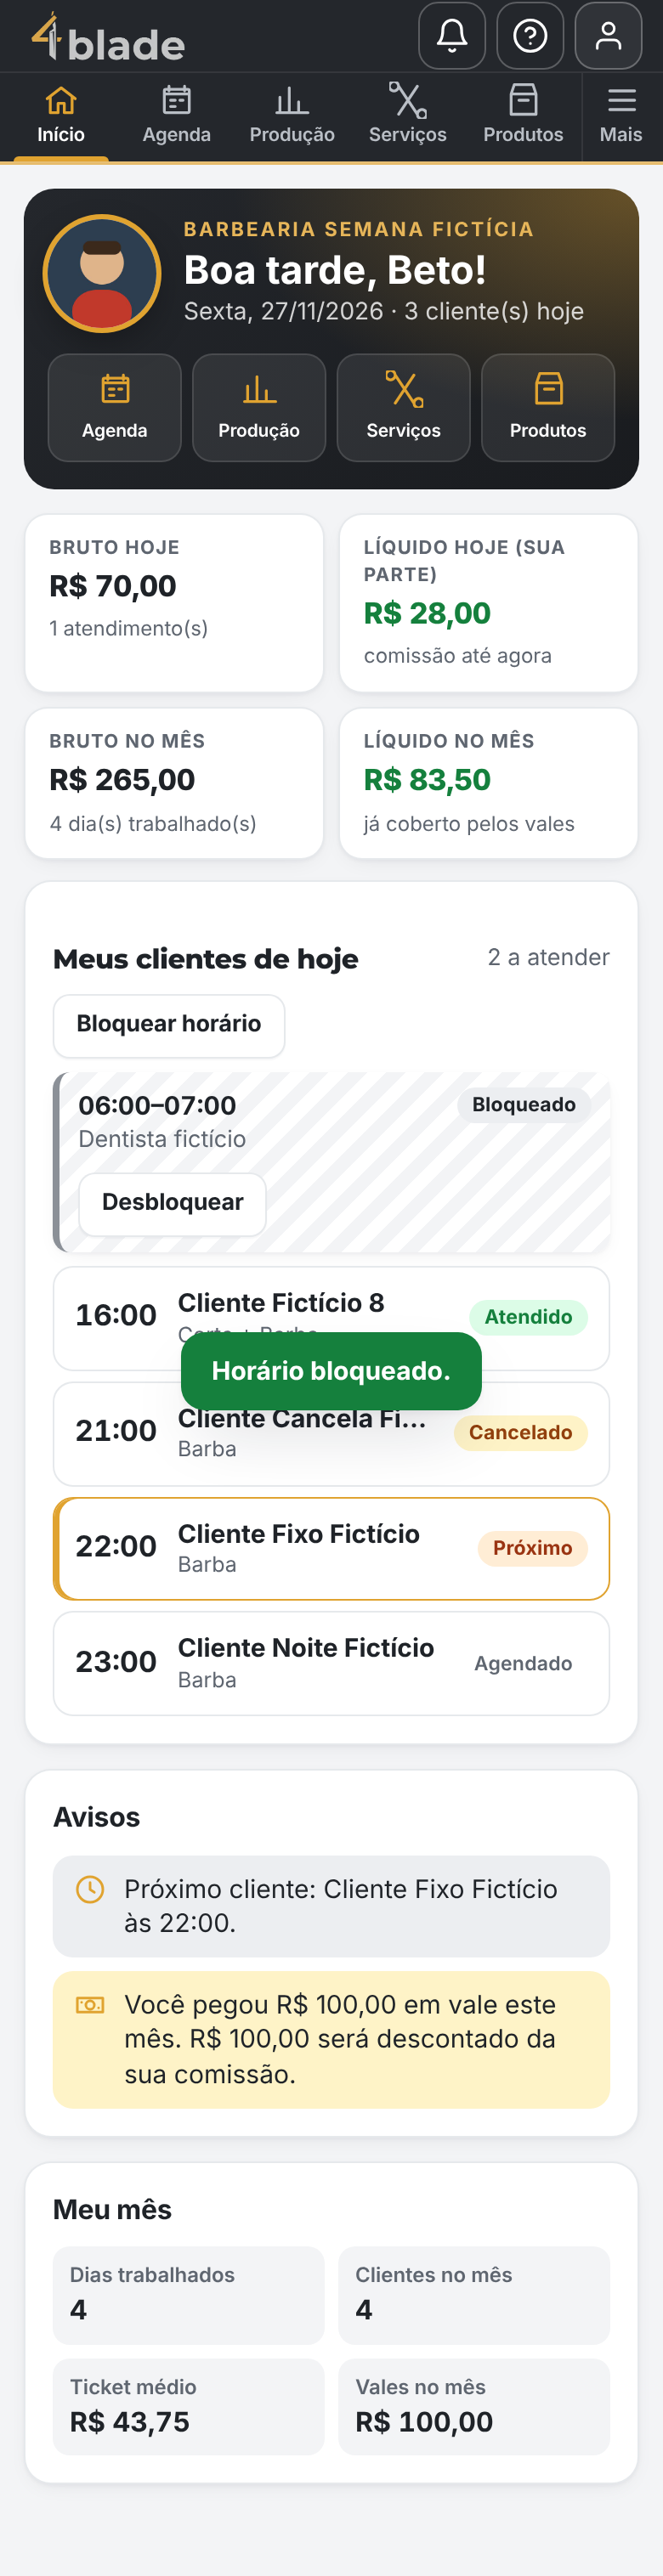 4blade
Início
Agenda
Produção
Serviços
Produtos
Mais
BARBEARIA SEMANA FICTÍCIA
Boa tarde, Beto!
Sexta, 27/11/2026 · 3 cliente(s) hoje
Agenda
Produção
Serviços
Produtos
BRUTO HOJE
R$ 70,00
1 atendimento(s)
LÍQUIDO HOJE (SUA
PARTE)
R$ 28,00
comissão até agora
BRUTO NO MÊS
R$ 265,00
4 dia(s) trabalhado(s)
LÍQUIDO NO MÊS
R$ 83,50
já coberto pelos vales
Meus clientes de hoje
2 a atender
Bloquear horário
06:00–07:00
Bloqueado
Dentista fictício
Desbloquear
16:00
Cliente Fictício 8
Atendido
Horário bloqueado.
21:00
Cliente Cancela Fi...
Barba
Cancelado
22:00
Cliente Fixo Fictício
Barba
Próximo
23:00
Cliente Noite Fictício
Barba
Agendado
Avisos
Próximo cliente: Cliente Fixo Fictício
às 22:00.
Você pegou R$ 100,00 em vale este
mês. R$ 100,00 será descontado da
sua comissão.
Meu mês
Dias trabalhados
4
Clientes no mês
4
Ticket médio
R$ 43,75
Vales no mês
R$ 100,00